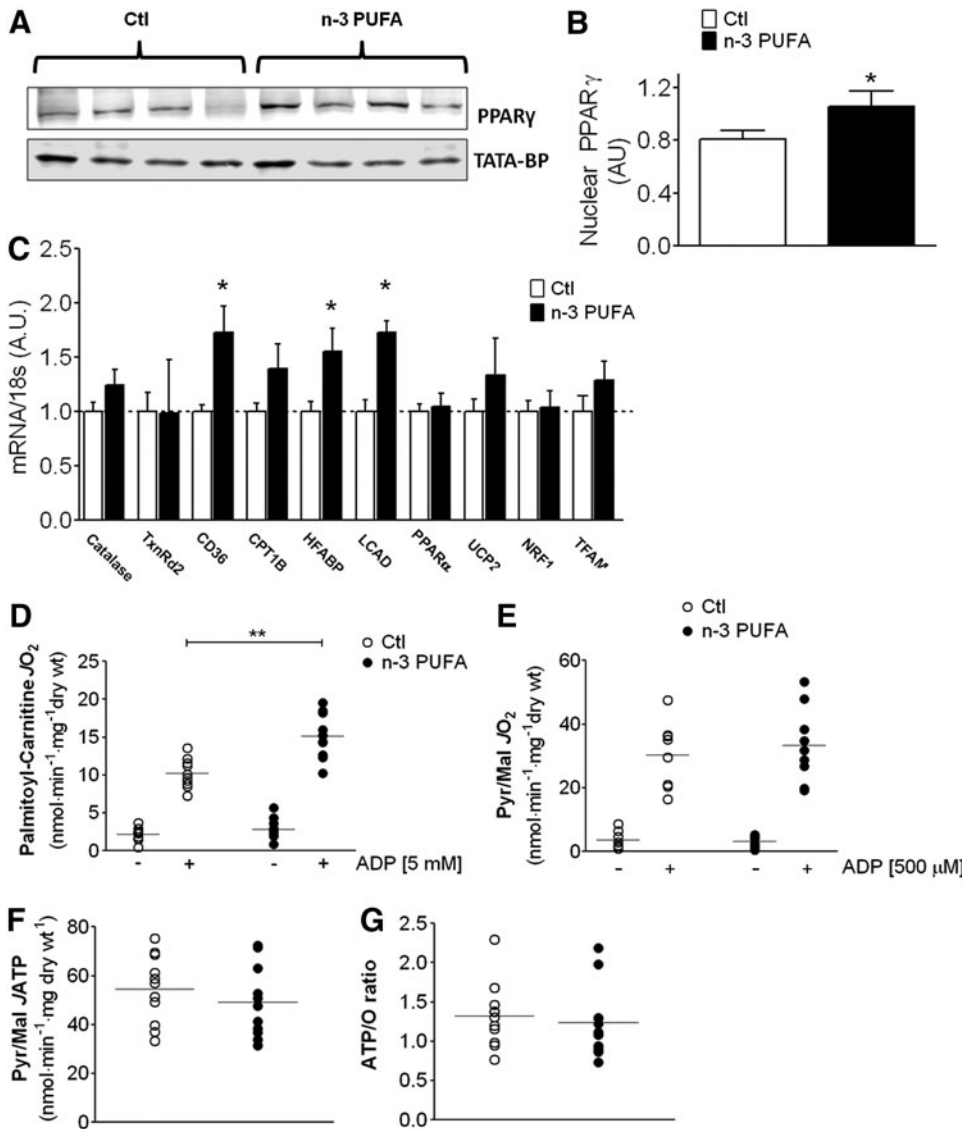 A
Ctl
n-3 PUFA
PPARγ
TATA-BP
B
Ctl
n-3 PUFA
Nuclear PPARγ
(AU)
1.2
0.8
0.4
0.0
*
C
mRNA/18s (A.U.)
2.5
2.0
1.5
1.0
0.5
0.0
* * *
Ctl
n-3 PUFA
Catalase
TxnRd2
CD36
CPT1B
HFABP
LCAD
PPARα
UCP2
NRF1
TFAM
D
Palmitoyl-Carnitine JO2
(nmol·min-1·mg-1dry wt)
25
20
15
10
5
0
**
Ctl
n-3 PUFA
- + - + ADP [5 mM]
E
Pyr/Mal JO2
(nmol·min-1·mg-1dry wt)
60
40
20
0
Ctl
n-3 PUFA
- + - + ADP [500 μM]
F
Pyr/Mal JATP
(nmol·min-1·mg dry wt1)
80
60
40
20
0
G
ATP/O ratio
2.5
2.0
1.5
1.0
0.5
0.0